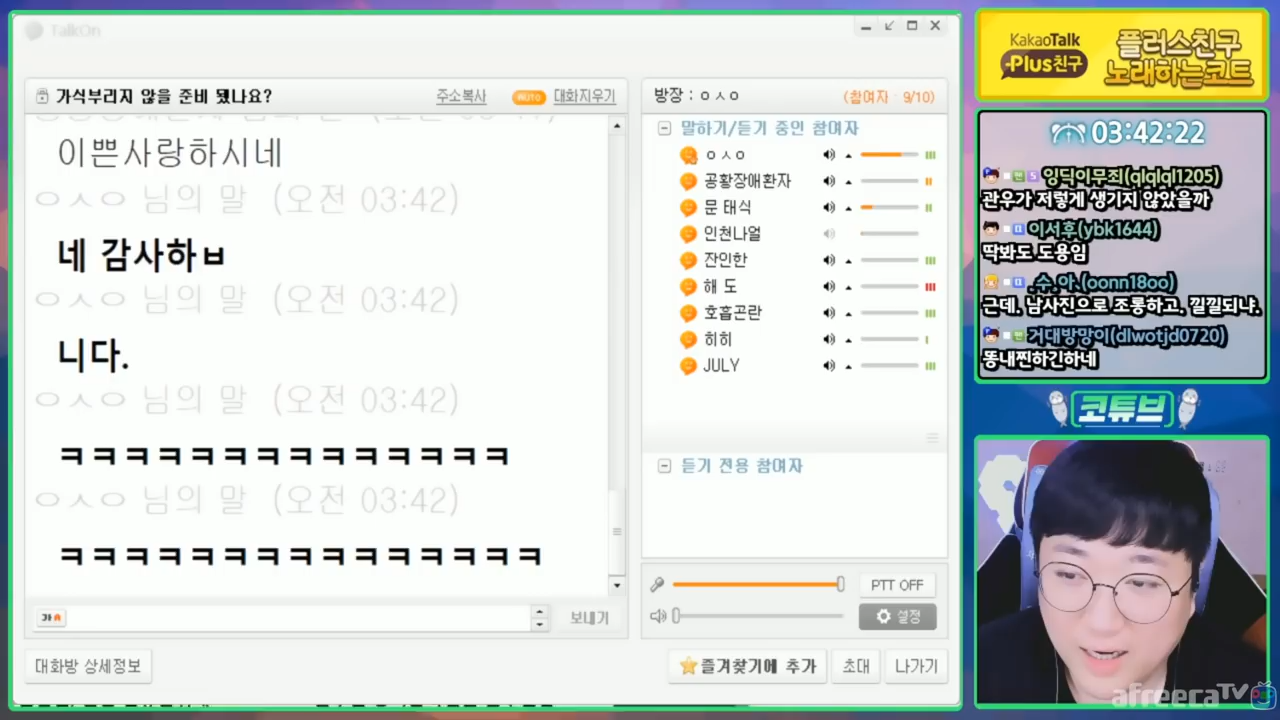 TalkOn
가식부리지 않을 준비 됐나요?
주소복사
AUTO
대화지우기
이쁜사랑하시네
ㅇㅅㅇ 님의 말 (오전 03:42)
네 감사하ㅂ
ㅇㅅㅇ 님의 말 (오전 03:42)
니다.
ㅇㅅㅇ 님의 말 (오전 03:42)
ㅋㅋㅋㅋㅋㅋㅋㅋㅋㅋㅋㅋㅋㅋ
ㅇㅅㅇ 님의 말 (오전 03:42)
ㅋㅋㅋㅋㅋㅋㅋㅋㅋㅋㅋㅋㅋㅋㅋ
가
보내기
대화방 상세정보
방장 : ㅇㅅㅇ
(참여자 : 9/10)
말하기/듣기 중인 참여자
ㅇㅅㅇ
공황장애환자
문 태식
인천나얼
잔인한
해 도
호흡곤란
히히
JULY
듣기 전용 참여자
PTT OFF
설정
즐겨찾기에 추가
초대
나가기
KakaoTalk
Plus친구
플러스친구
노래하는코트
03:42:22
잉딕이무죄(qlqlql1205)
관우가 저렇게 생기지 않았을까
이서후(ybk1644)
딱봐도 도용임
.수.아.(oonn18oo)
근데. 남사진으로 조롱하고. 낄낄되냐.
거대방망이(dlwotjd0720)
똥내찐하긴하네
코튜브
afreecaTV